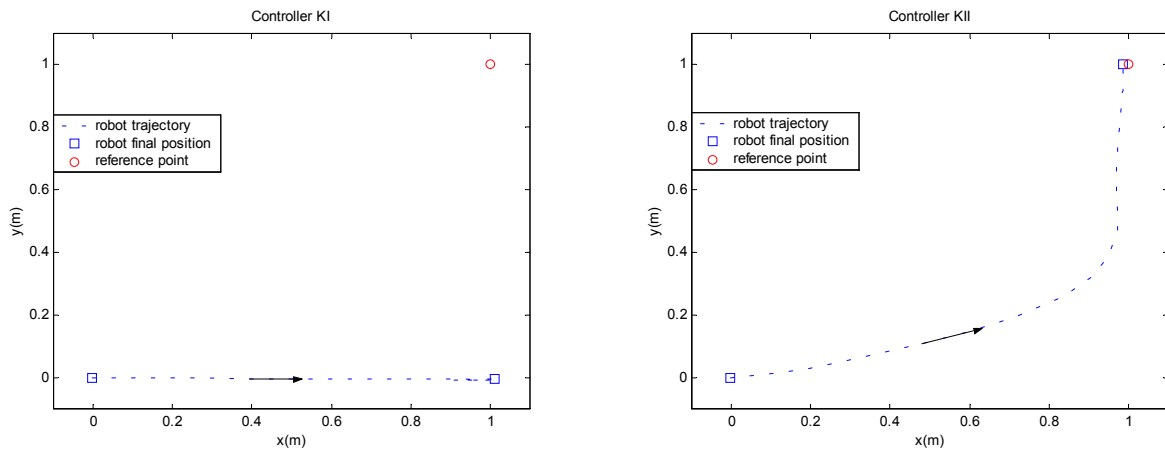 Controller KI
1
0.8
0.6
0.4
0.2
0
y(m)
robot trajectory
robot final position
reference point
0 0.2 0.4 0.6 0.8 1
x(m)
Controller KII
1
0.8
0.6
0.4
0.2
0
y(m)
robot trajectory
robot final position
reference point
0 0.2 0.4 0.6 0.8 1
x(m)